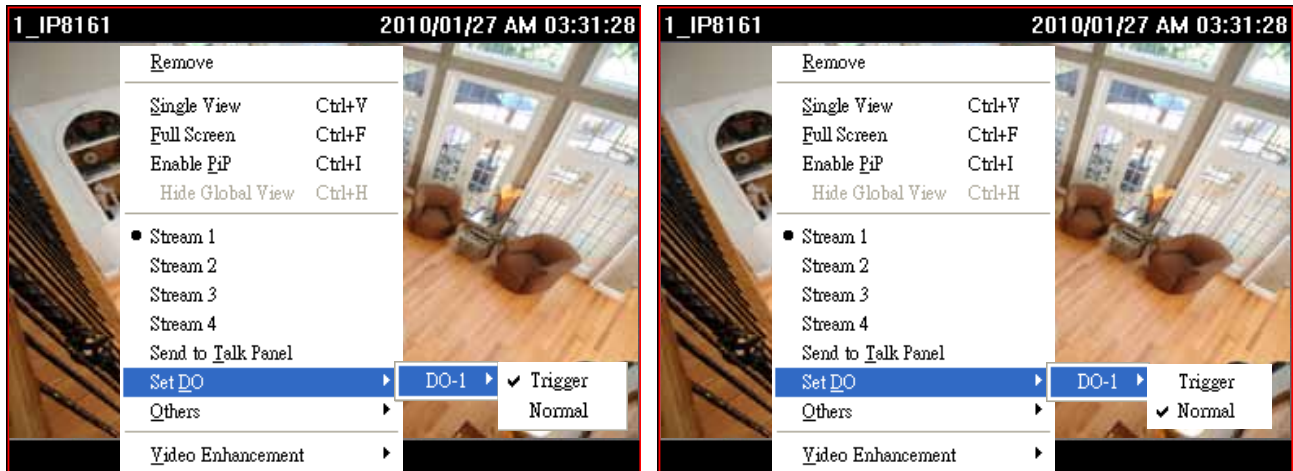 1_IP8161 2010/01/27 AM 03:31:28
Remove
Single View Ctrl+V
Full Screen Ctrl+F
Enable PiP Ctrl+I
Hide Global View Ctrl+H
Stream 1
Stream 2
Stream 3
Stream 4
Send to Talk Panel
Set DO DO-1 Trigger
Others Normal
Video Enhancement
1_IP8161 2010/01/27 AM 03:31:28
Remove
Single View Ctrl+V
Full Screen Ctrl+F
Enable PiP Ctrl+I
Hide Global View Ctrl+H
Stream 1
Stream 2
Stream 3
Stream 4
Send to Talk Panel
Set DO DO-1 Trigger
Others Normal
Video Enhancement